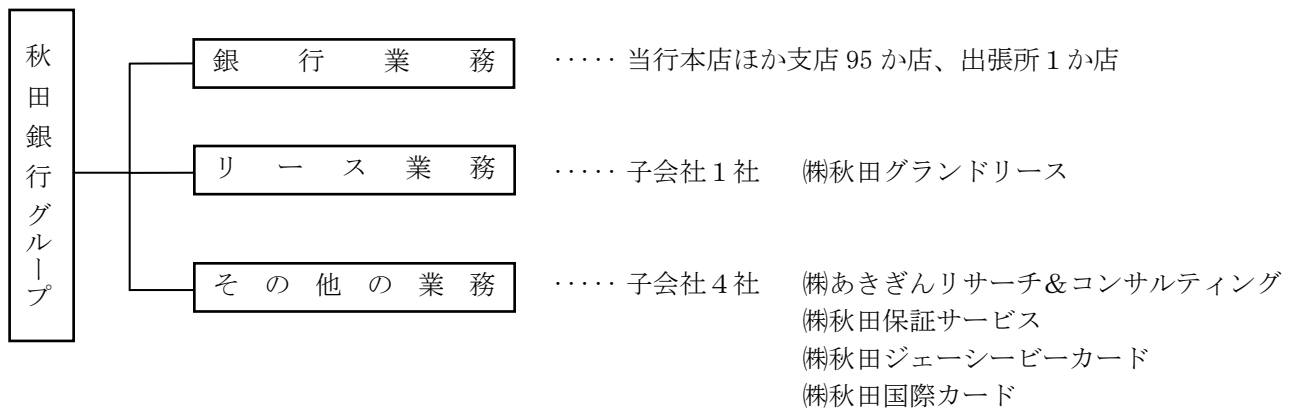 秋田銀行グループ
銀行業務 ‥‥‥ 当行本店ほか支店 95 か店、出張所 1 か店
リース業務 ‥‥‥ 子会社 1 社 ㈱秋田グランドリース
その他の業務 ‥‥‥ 子会社 4 社 ㈱あきぎんリサーチ&コンサルティング
㈱秋田保証サービス
㈱秋田ジェーシービーカード
㈱秋田国際カード